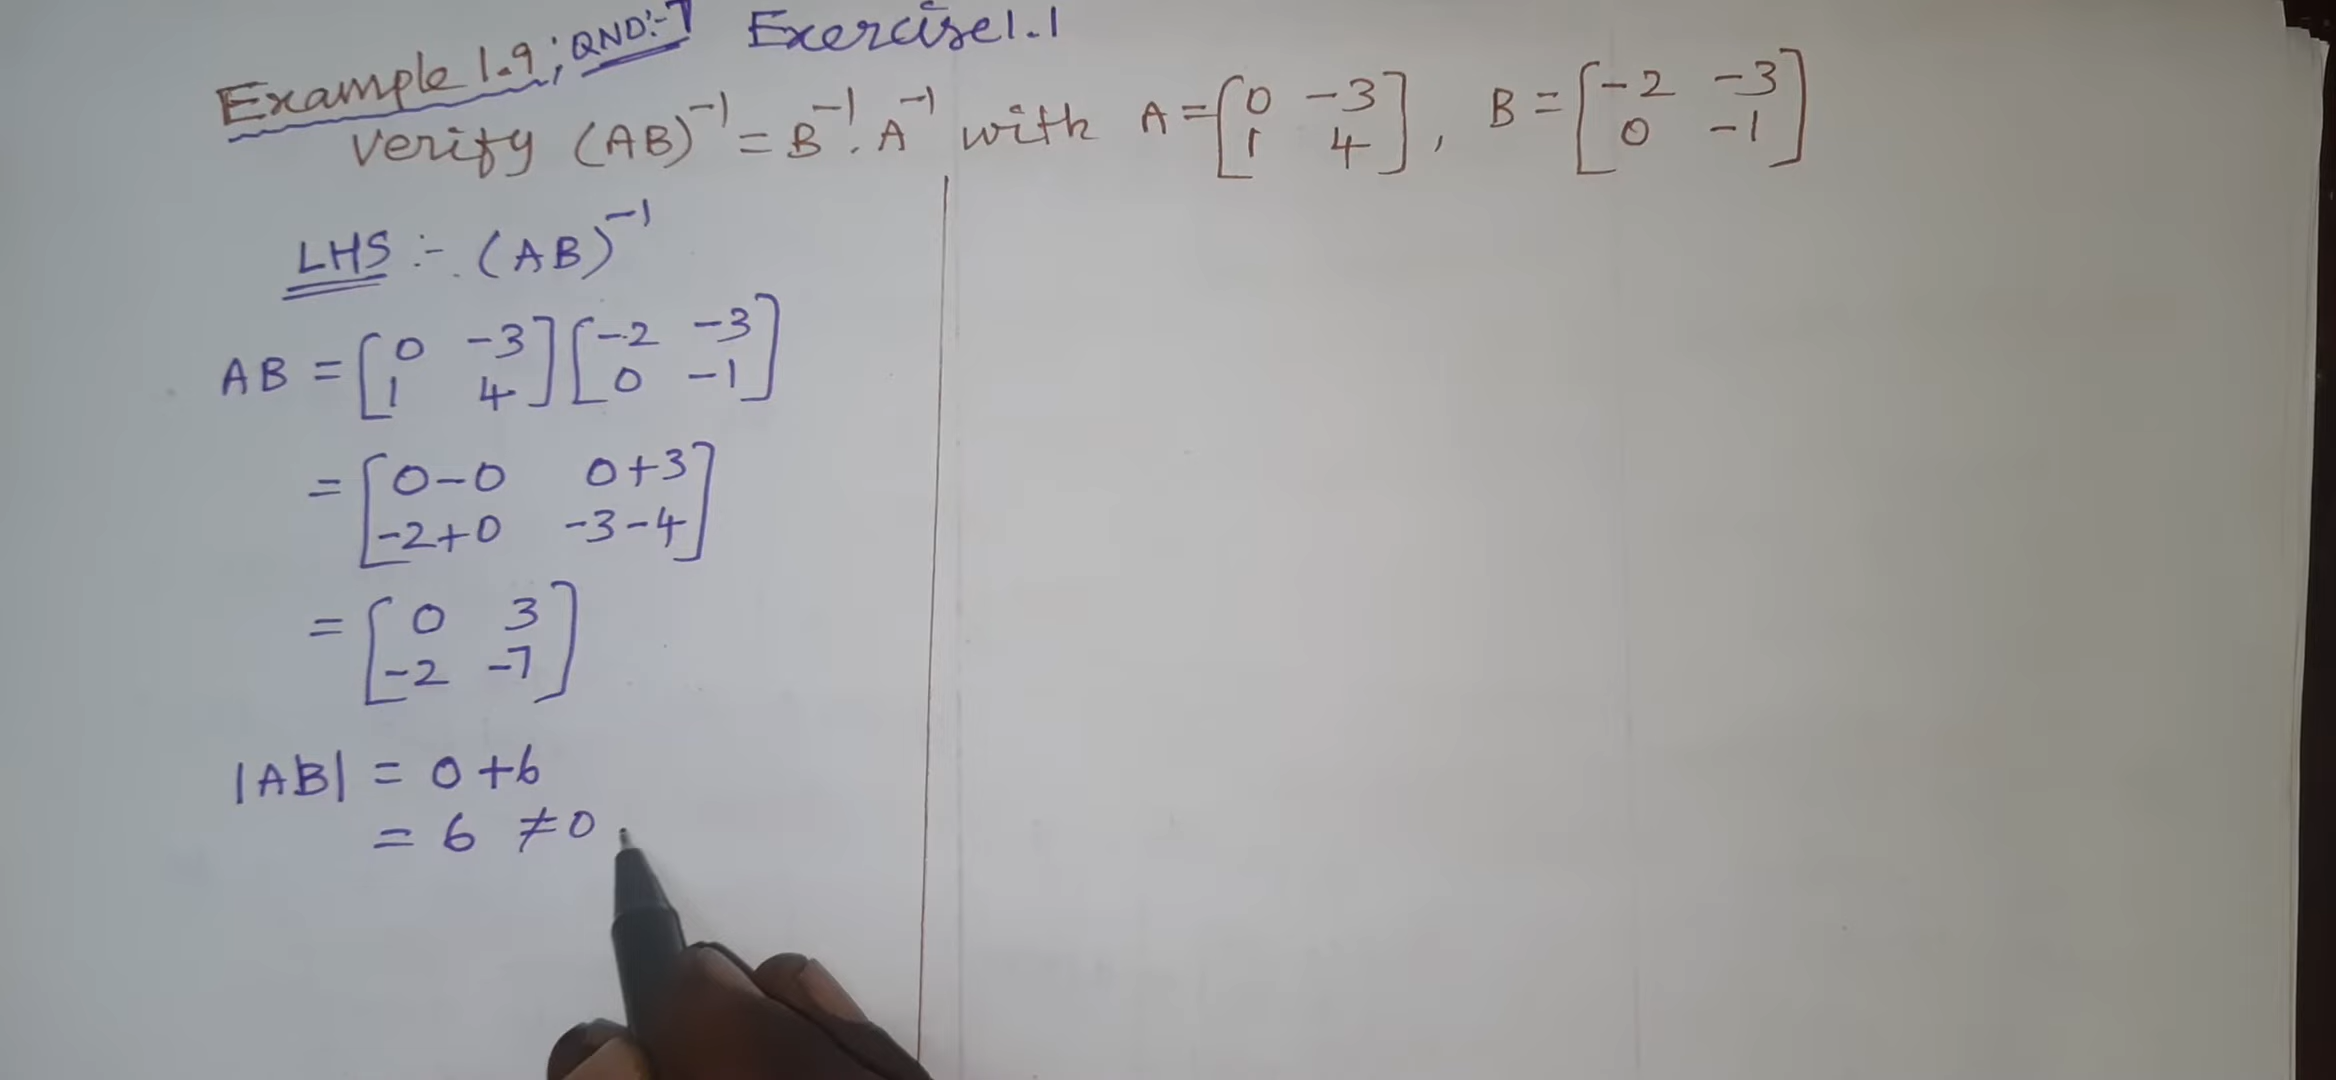 Example 1.9; QNO:-7 Exercise 1.1
Verify (AB)⁻¹ = B⁻¹. A⁻¹ with A = [0 -3; 1 4], B = [-2 -3; 0 -1]
LHS :- (AB)⁻¹
AB = [0 -3; 1 4] [-2 -3; 0 -1]
= [0-0 0+3; -2+0 -3-4]
= [0 3; -2 -7]
|AB| = 0+6
= 6 ≠0